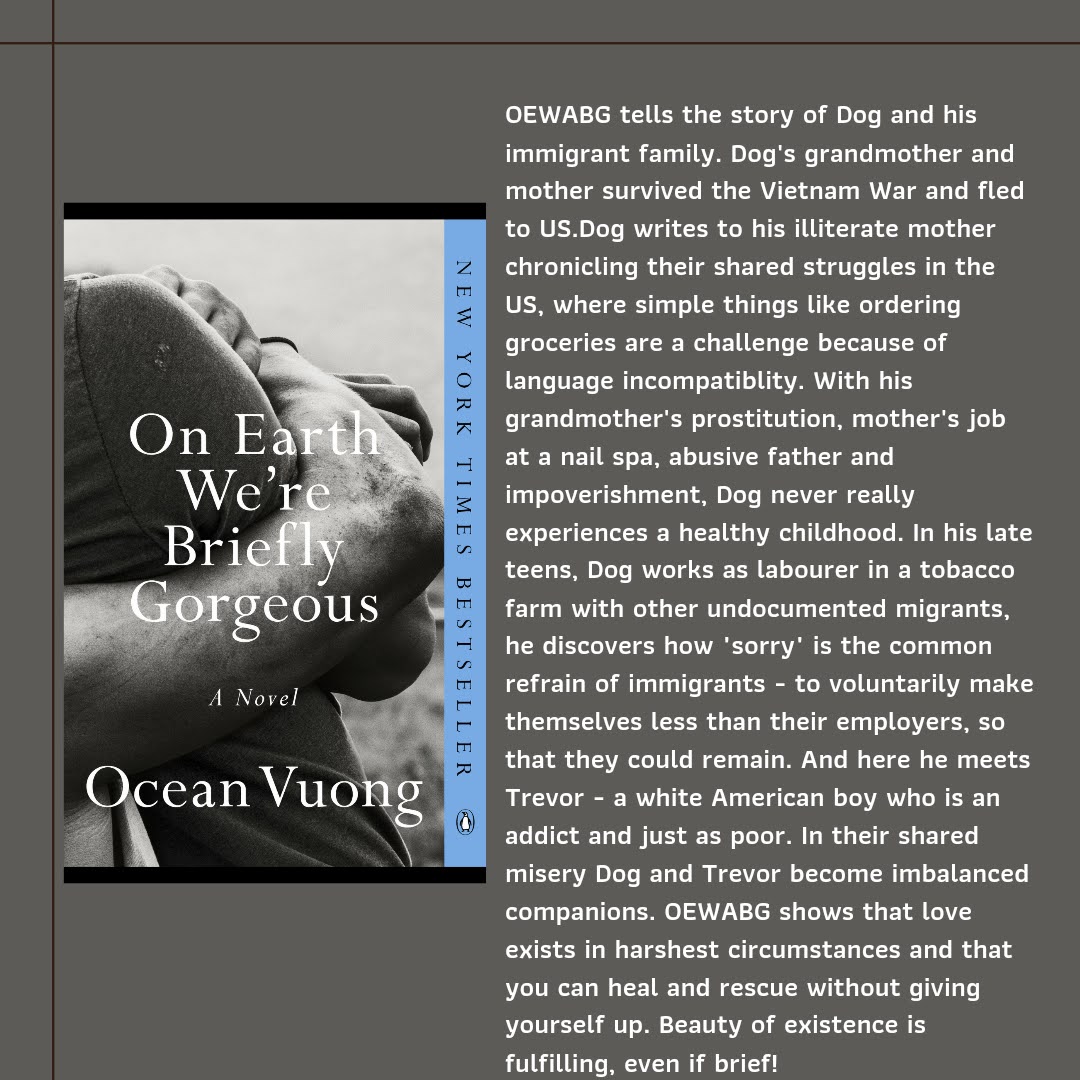 On Earth
We're
Briefly
Gorgeous
A Novel
Ocean Vuong
NEW YORK TIMES BESTSELLER
OEWABG tells the story of Dog and his
immigrant family. Dog's grandmother and
mother survived the Vietnam War and fled
to US.Dog writes to his illiterate mother
chronicling their shared struggles in the
US, where simple things like ordering
groceries are a challenge because of
language incompatiblity. With his
grandmother's prostitution, mother's job
at a nail spa, abusive father and
impoverishment, Dog never really
experiences a healthy childhood. In his late
teens, Dog works as labourer in a tobacco
farm with other undocumented migrants,
he discovers how 'sorry' is the common
refrain of immigrants - to voluntarily make
themselves less than their employers, so
that they could remain. And here he meets
Trevor - a white American boy who is an
addict and just as poor. In their shared
misery Dog and Trevor become imbalanced
companions. OEWABG shows that love
exists in harshest circumstances and that
you can heal and rescue without giving
yourself up. Beauty of existence is
fulfilling, even if brief!